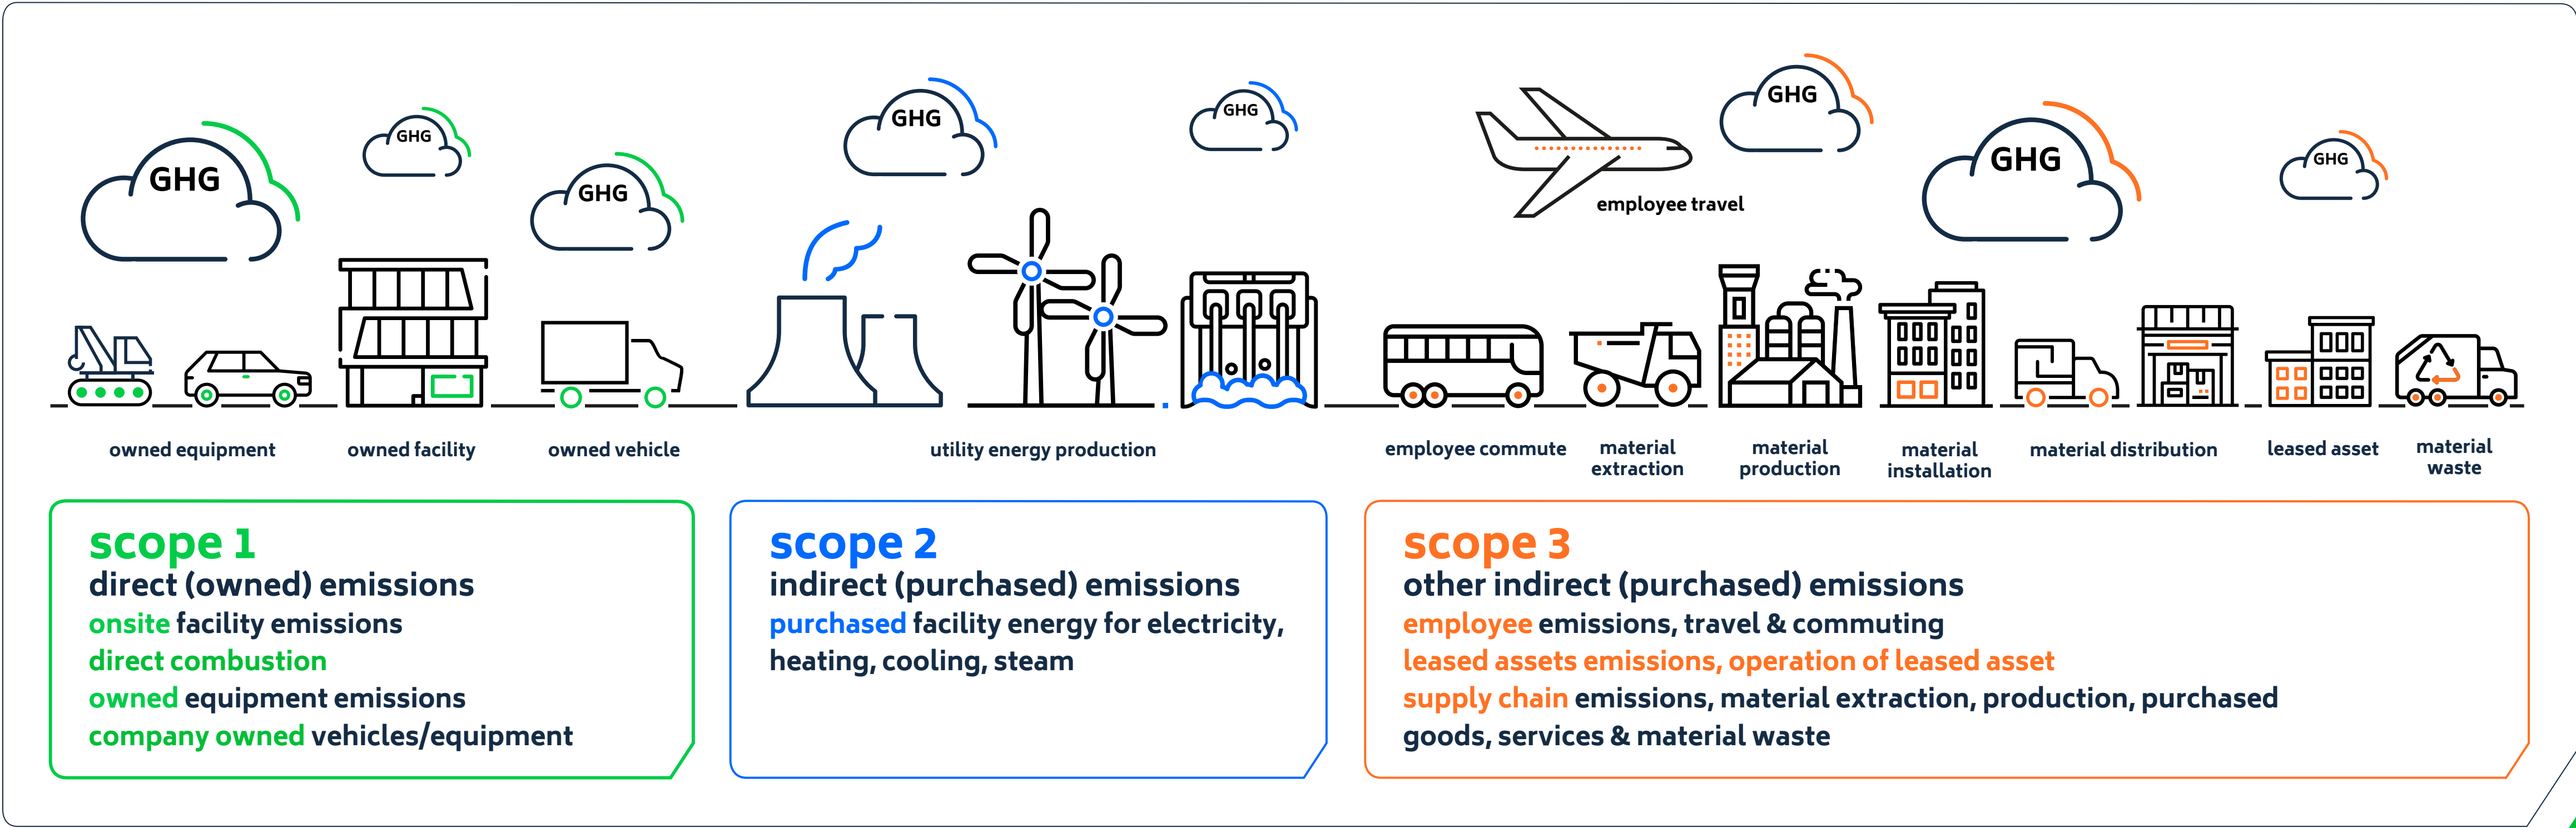 GHG
GHG
GHG
GHG
GHG
GHG
GHG
GHG
employee travel
owned equipment
owned facility
owned vehicle
utility energy production
employee commute
material
extraction
material
production
material
installation
material distribution
leased asset
material
waste
scope 1
direct (owned) emissions
onsite facility emissions
direct combustion
owned equipment emissions
company owned vehicles/equipment
scope 2
indirect (purchased) emissions
purchased facility energy for electricity,
heating, cooling, steam
scope 3
other indirect (purchased) emissions
employee emissions, travel & commuting
leased assets emissions, operation of leased asset
supply chain emissions, material extraction, production, purchased
goods, services & material waste